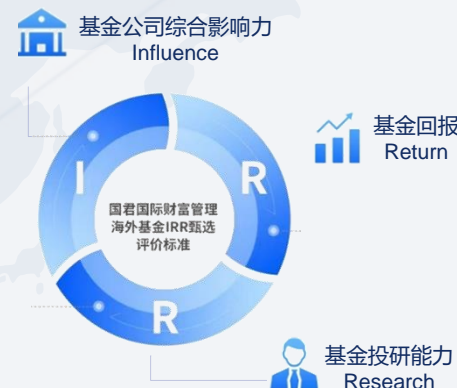 基金公司综合影响力
Influence
基金回报
Return
I
R
国君国际财富管理
海外基金IRR甄选
评价标准
R
基金投研能力
Research